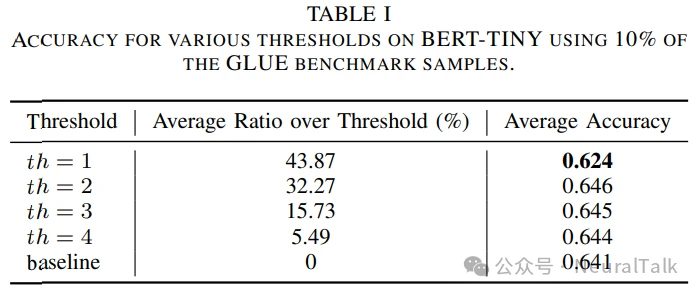 TABLE I
ACCURACY FOR VARIOUS THRESHOLDS ON BERT-TINY USING 10% OF
THE GLUE BENCHMARK SAMPLES.
Threshold | Average Ratio over Threshold (%) | Average Accuracy
th = 1 | 43.87 | 0.624
th = 2 | 32.27 | 0.646
th = 3 | 15.73 | 0.645
th = 4 | 5.49 | 0.644
baseline | 0 | 0.641
公众号 · NeuralTalk